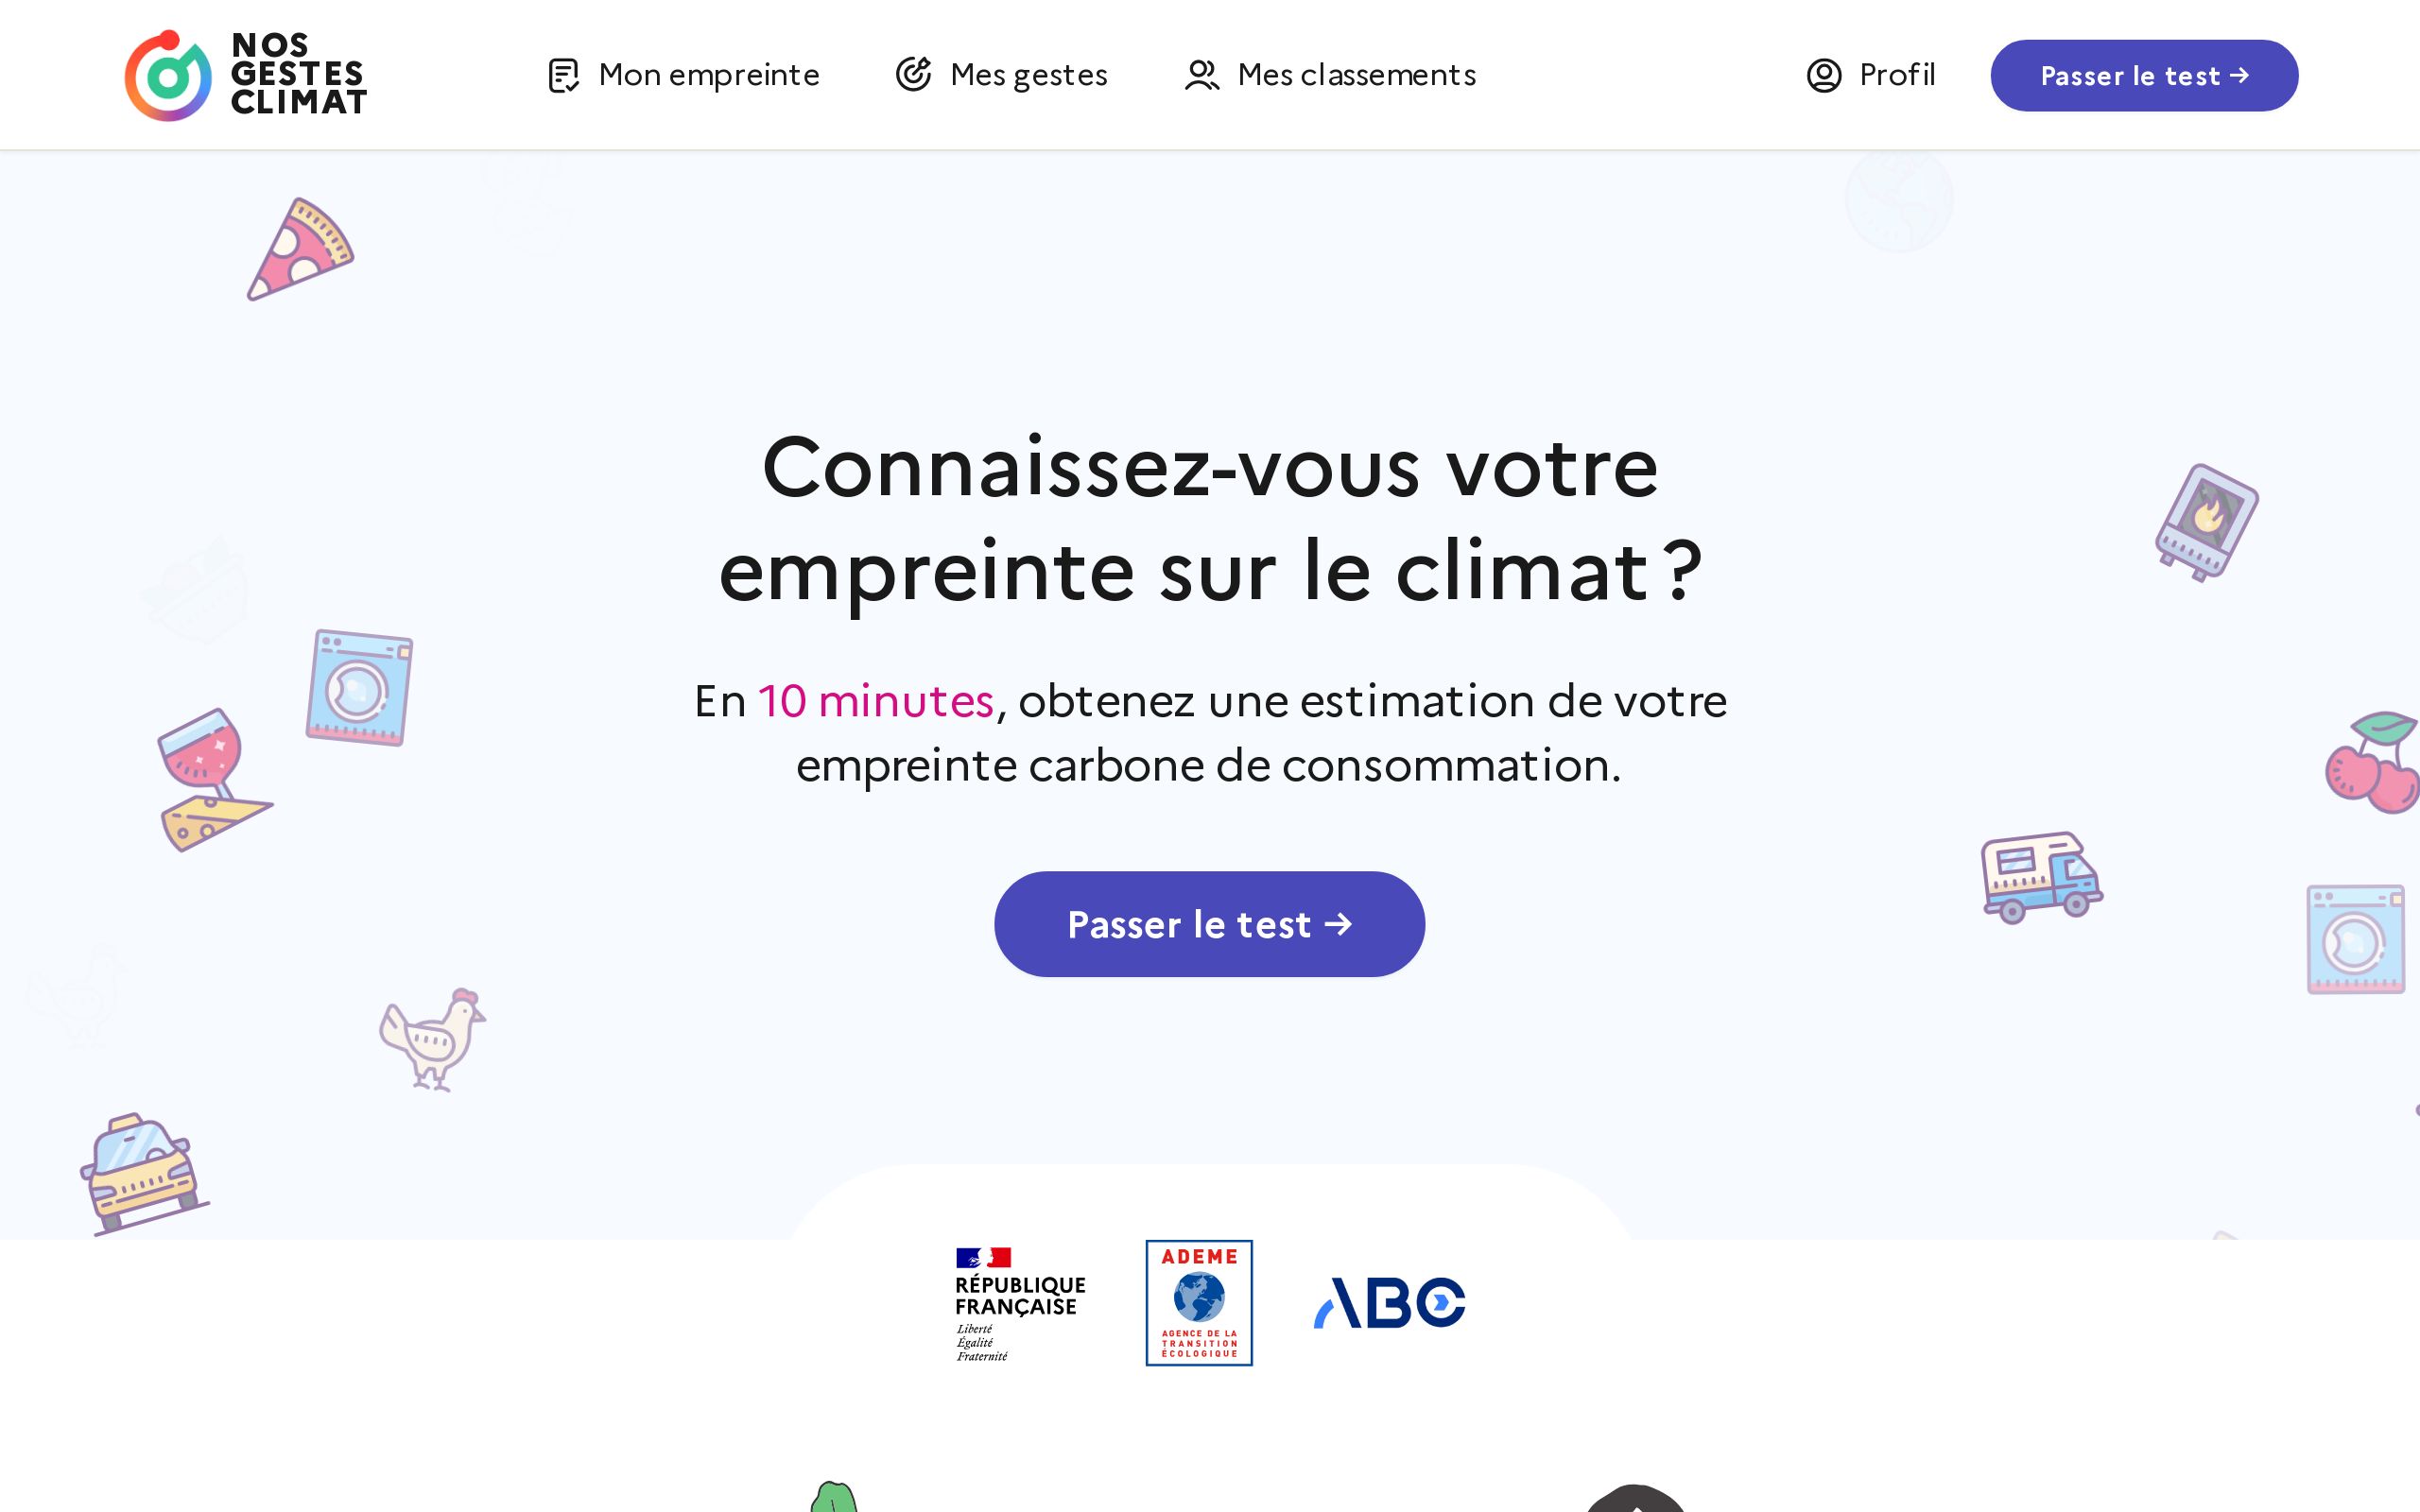 NOS
GESTES
CLIMAT
Mon empreinte
Mes gestes
Mes classements
Profil
Passer le test →
Connaissez-vous votre
empreinte sur le climat ?
En 10 minutes, obtenez une estimation de votre
empreinte carbone de consommation.
Passer le test →
RÉPUBLIQUE
FRANÇAISE
Liberté
Égalité
Fraternité
ADEME
AGENCE DE LA
TRANSITION
ÉCOLOGIQUE
ABC